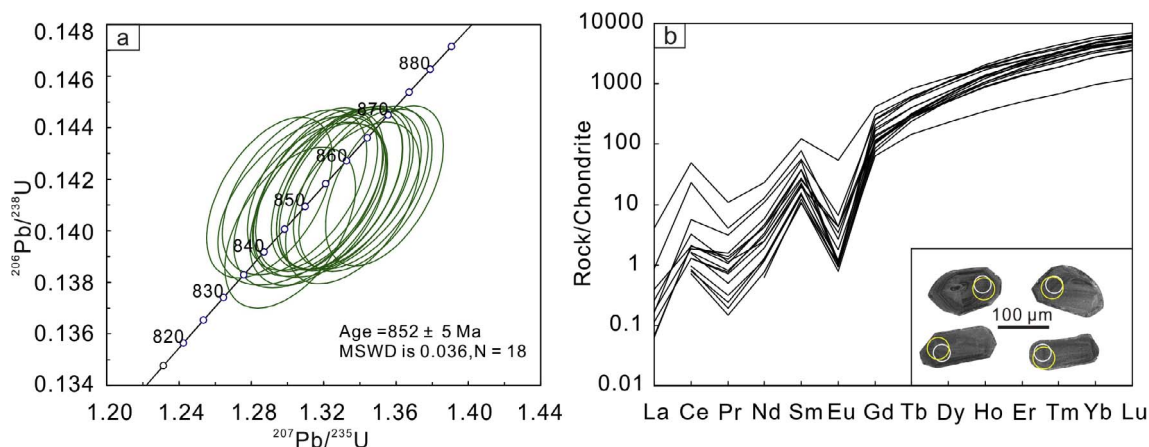 a
0.148
0.146
0.144
0.142
0.140
0.138
0.136
0.134
²⁰⁶Pb/²³⁸U
880
870
860
850
840
830
820
Age =852 ± 5 Ma
MSWD is 0.036,N = 18
1.20 1.24 1.28 1.32 1.36 1.40 1.44
²⁰⁷Pb/²³⁵U
b
10000
1000
100
10
1
0.1
0.01
Rock/Chondrite
100 µm
La Ce Pr Nd Sm Eu Gd Tb Dy Ho Er Tm Yb Lu